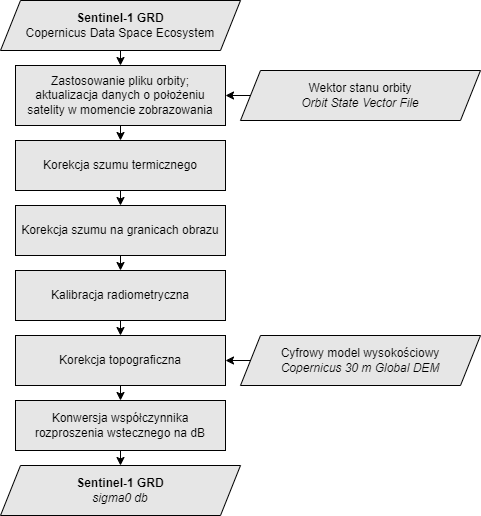 Sentinel-1 GRD
Copernicus Data Space Ecosystem
Zastosowanie pliku orbity;
aktualizacja danych o położeniu
satelity w momencie zobrazowania
Wektor stanu orbity
Orbit State Vector File
Korekcja szumu termicznego
Korekcja szumu na granicach obrazu
Kalibracja radiometryczna
Korekcja topograficzna
Cyfrowy model wysokościowy
Copernicus 30 m Global DEM
Konwersja współczynnika
rozproszenia wstecznego na dB
Sentinel-1 GRD
sigma0 db